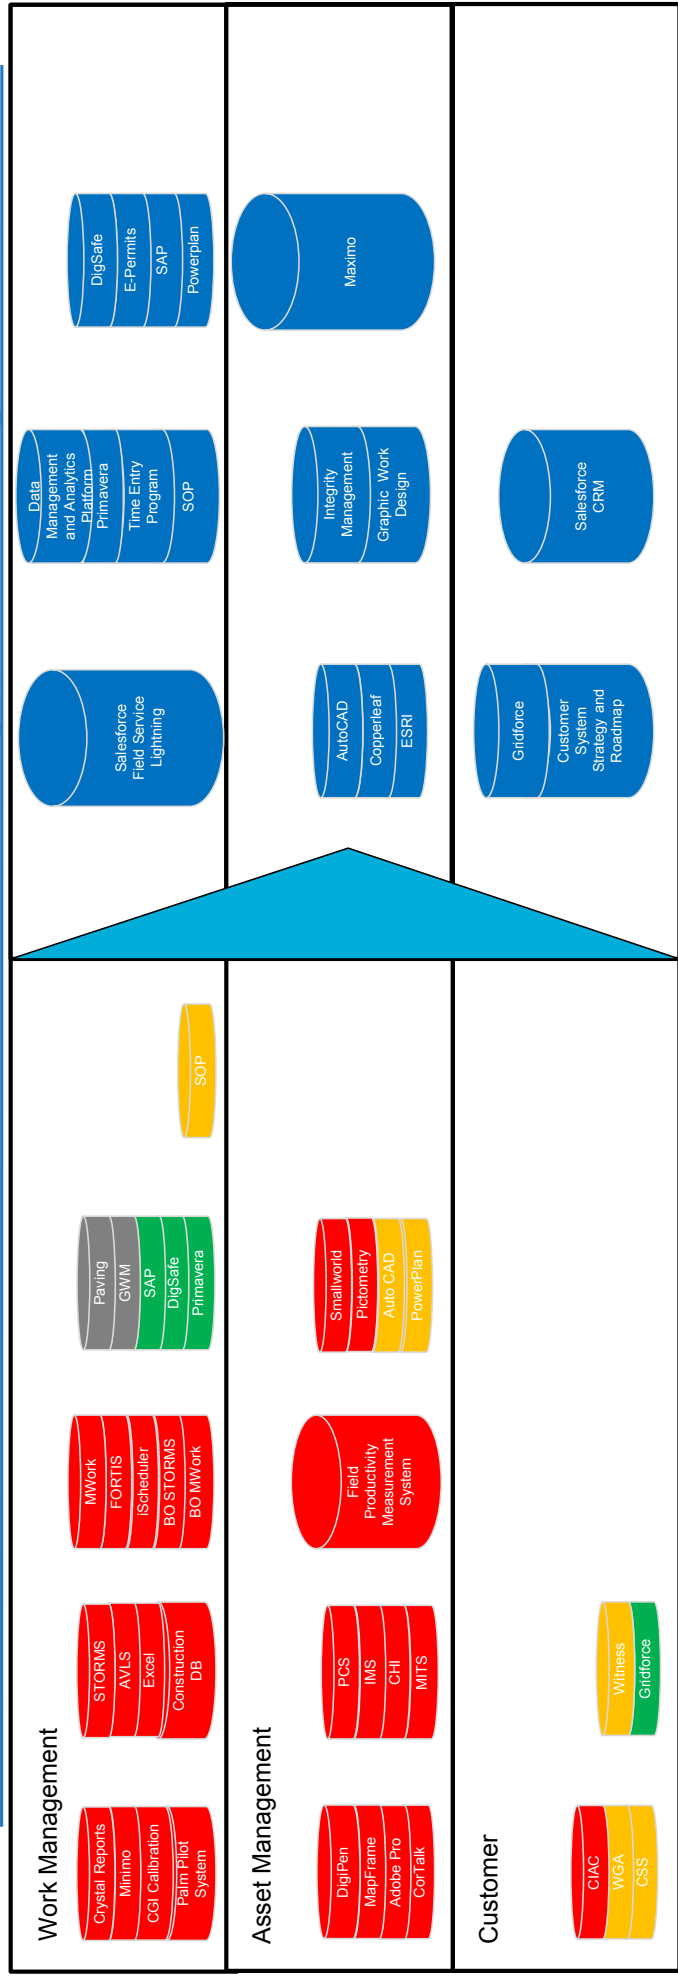 Work Management
Crystal Reports
Minimo
CGI Calibration
Palm Pilot
System
STORMS
AVLS
Excel
Construction
DB
MWork
FORTIS
iScheduler
BO STORMS
BO MWork
Paving
GWM
SAP
DigSafe
Primavera
SOP
Salesforce
Field Service
Lightning
Data
Management
and Analytics
Platform
Primavera
Time Entry
Program
SOP
DigSafe
E-Permits
SAP
Powerplan
Asset Management
DigiPen
MapFrame
Adobe Pro
CorTalk
PCS
IMS
CHI
MITS
Field
Productivity
Measurement
System
Smallworld
Pictometry
Auto CAD
PowerPlan
AutoCAD
Copperleaf
ESRI
Integrity
Management
Graphic Work
Design
Maximo
Customer
CIAC
WGA
CSS
Witness
Gridforce
Gridforce
Customer
System
Strategy and
Roadmap
Salesforce
CRM